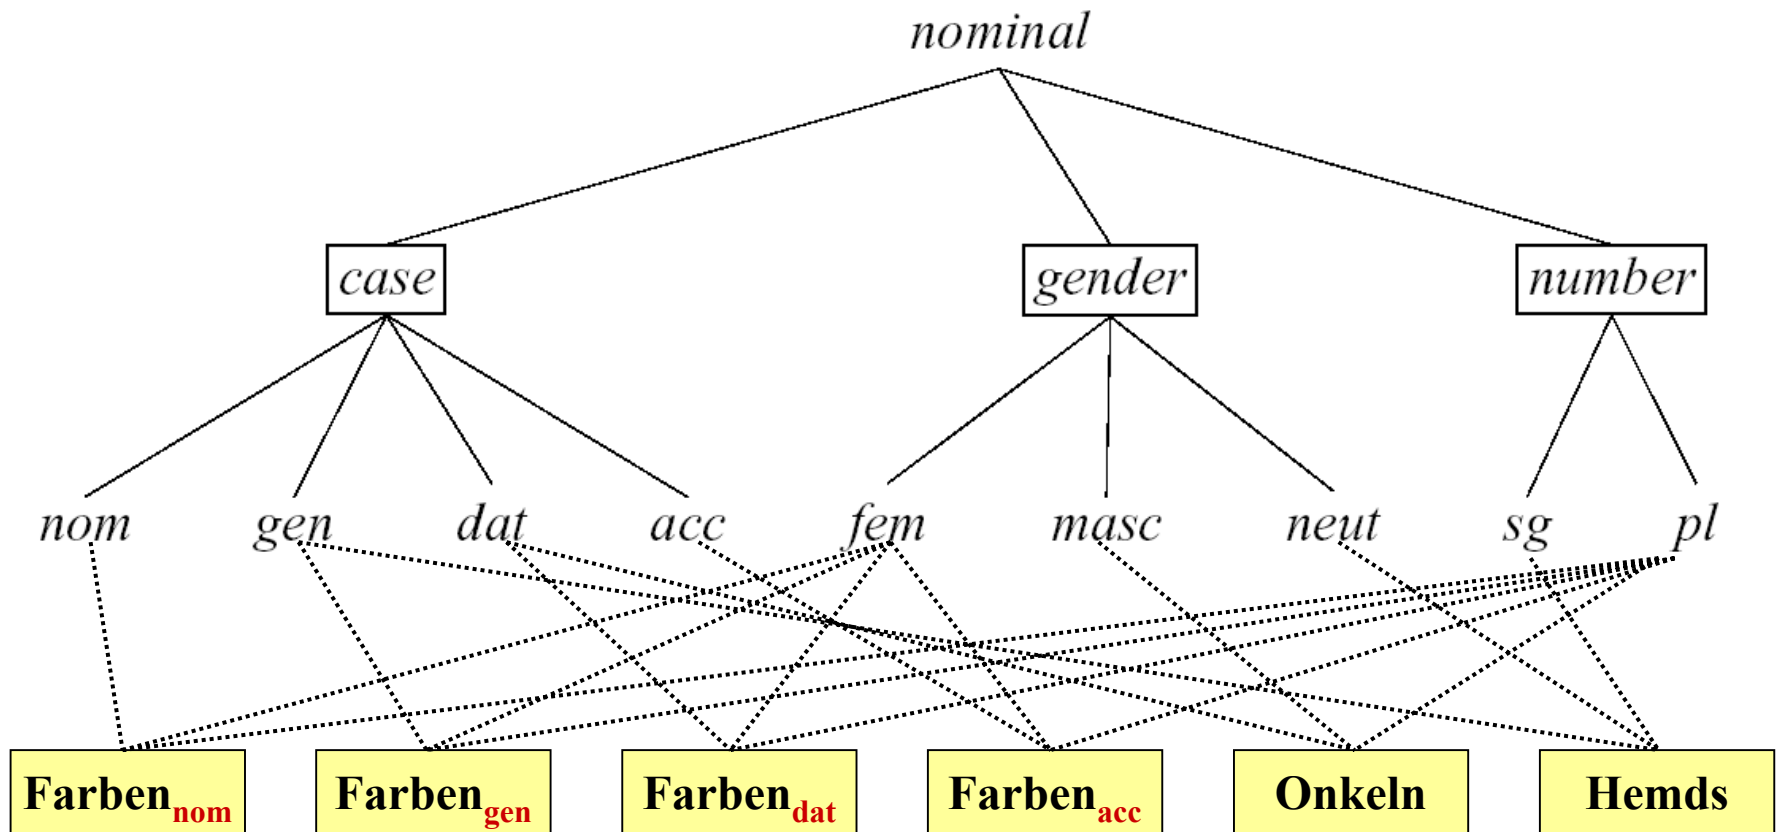 nominal
case gender number
nom gen dat acc fem masc neut sg pl
Farbennom Farbengen Farbendat Farbenacc Onkeln Hemds